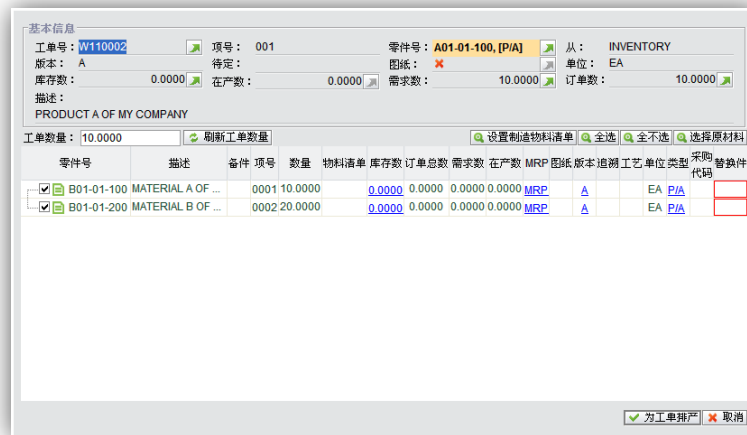 基本信息
工单号： W110002 项号： 001 零件号： A01-01-100, [P/A] 从： INVENTORY
版本： A 待定： 图纸： 单位： EA
库存数： 0.0000 在产数： 0.0000 需求数： 10.0000 订单数： 10.0000
描述：
PRODUCT A OF MY COMPANY
工单数量： 10.0000 刷新工单数量 设置制造物料清单 全选 全不选 选择原材料
零件号 描述 备件 项号 数量 物料清单 库存数 订单总数 需求数 在产数 MRP 图纸 版本 追溯 工艺 单位 类型 采购代码 替换件
B01-01-100 MATERIAL A OF ... 0001 10.0000 0.0000 0.0000 0.0000 0.0000 MRP A EA P/A
B01-01-200 MATERIAL B OF ... 0002 20.0000 0.0000 0.0000 0.0000 0.0000 MRP A EA P/A
为工单排产 取消